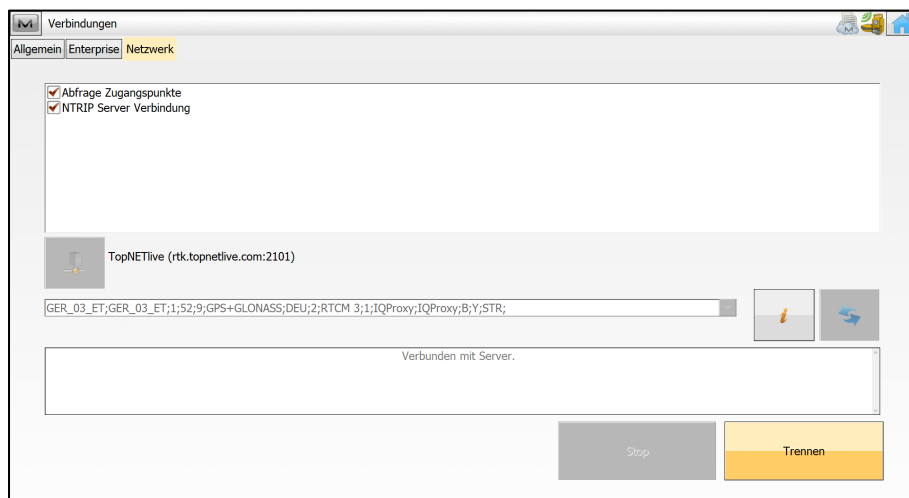 Verbindungen
Allgemein Enterprise Netzwerk
Abfrage Zugangspunkte
NTRIP Server Verbindung
TopNETlive (rtk.topnetlive.com:2101)
GER_03_ET;GER_03_ET;1;52;9;GPS+GLONASS;DEU;2;RTCM 3;1;IQProxy;IQProxy;B;Y;STR;
i
Verbunden mit Server.
Stop Trennen